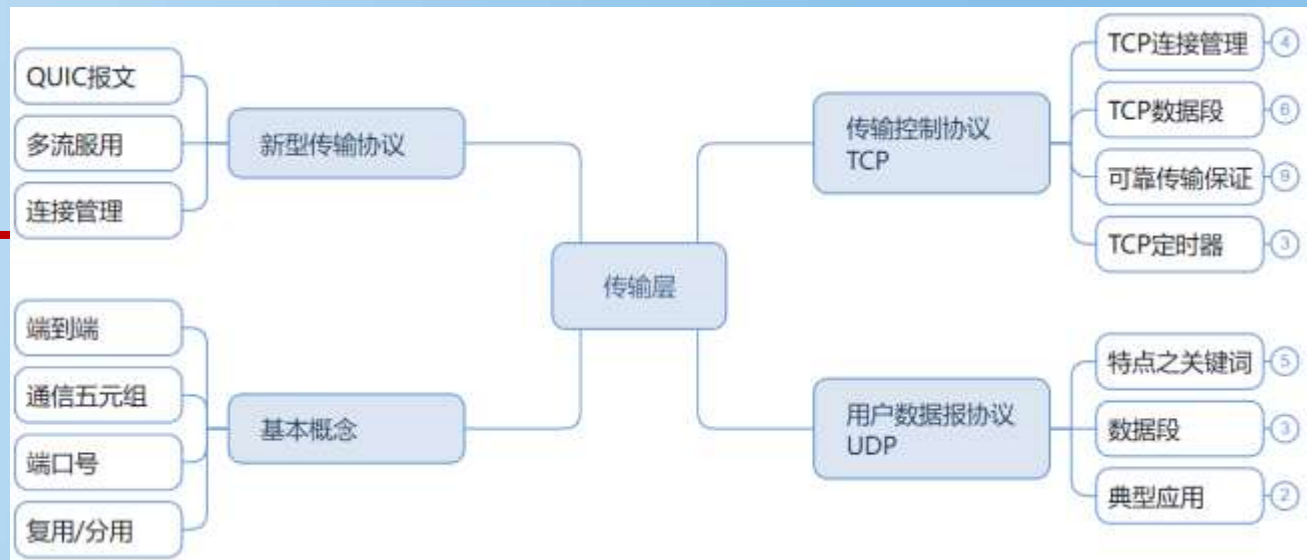 QUIC报文
多流服用
连接管理
新型传输协议
端到端
通信五元组
端口号
复用/分用
基本概念
传输层
传输控制协议
TCP
TCP连接管理 4
TCP数据段 6
可靠传输保证 9
TCP定时器 3
用户数据报协议
UDP
特点之关键词 5
数据段 3
典型应用 2